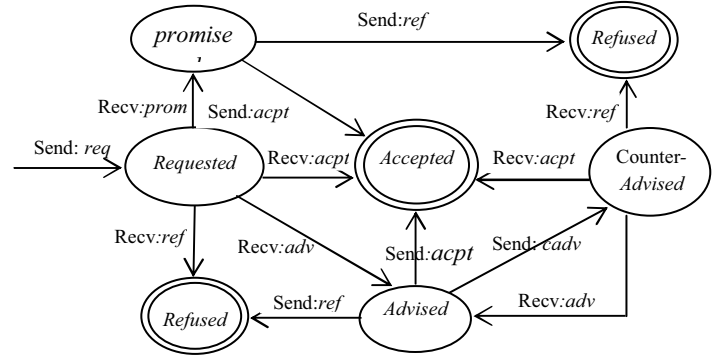 Send:ref
promise
Refused
Recv:prom
Send:acpt
Recv:ref
Send: req
Requested
Recv:acpt
Accepted
Recv:acpt
Counter-
Advised
Recv:ref
Recv:adv
Send:acpt
Send: cadv
Refused
Send:ref
Advised
Recv:adv